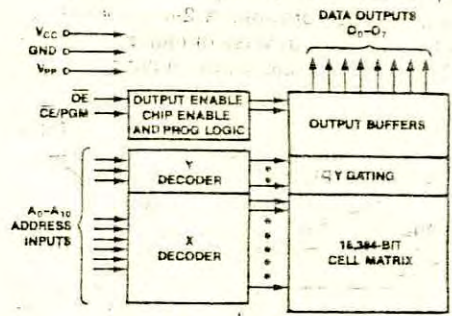 DATA OUTPUTS
O₀–O₇
VCC
GND
VPP
OE
CE/PGM
OUTPUT ENABLE
CHIP ENABLE
AND PROG LOGIC
OUTPUT BUFFERS
Y
DECODER
Y GATING
A₀–A₁₀
ADDRESS
INPUTS
X
DECODER
16,384-BIT
CELL MATRIX